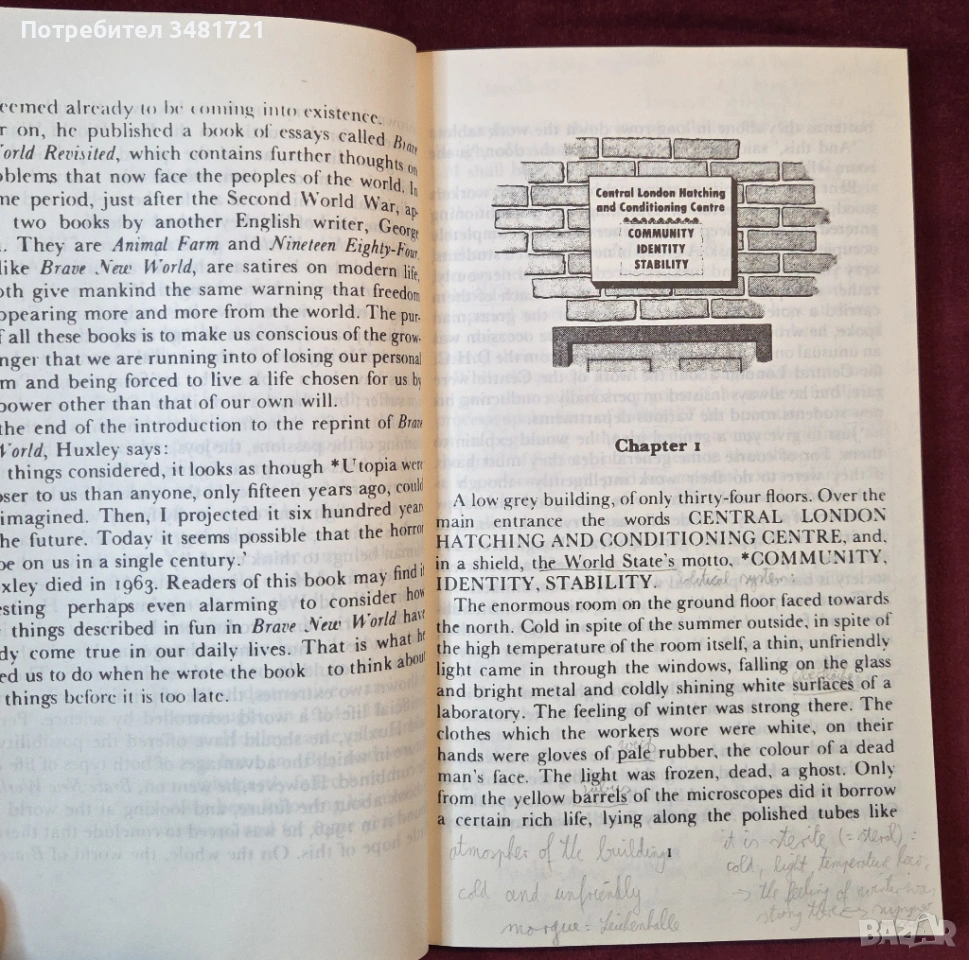 Потребител 3481721
eemed already to be coming into existence.
r on, he published a book of essays called Brave
World Revisited, which contains further thoughts on
oblems that now face the peoples of the world. In
me period, just after the Second World War, ap-
two books by another English writer, George
. They are Animal Farm and Nineteen Eighty-Four,
like Brave New World, are satires on modern life,
oth give mankind the same warning that freedom
ppearing more and more from the world. The pur-
f all these books is to make us conscious of the grow-
nger that we are running into of losing our personal
m and being forced to live a life chosen for us by
power other than that of our own will.
the end of the introduction to the reprint of Brave
World, Huxley says:
things considered, it looks as though *Utopia were
oser to us than anyone, only fifteen years ago, could
imagined. Then, I projected it six hundred years
he future. Today it seems possible that the horror
be on us in a single century.'
uxley died in 1963. Readers of this book may find it
esting perhaps even alarming to consider how
things described in fun in Brave New World have
dy come true in our daily lives. That is what he
ed us to do when he wrote the book to think about
things before it is too late.
Central London Hatching
and Conditioning Centre
COMMUNITY
IDENTITY
STABILITY
Chapter 1
A low grey building, of only thirty-four floors. Over the
main entrance the words CENTRAL LONDON
HATCHING AND CONDITIONING CENTRE, and,
in a shield, the World State's motto, *COMMUNITY,
IDENTITY, STABILITY.
political system:
The enormous room on the ground floor faced towards
the north. Cold in spite of the summer outside, in spite of
the high temperature of the room itself, a thin, unfriendly
light came in through the windows, falling on the glass
and bright metal and coldly shining white surfaces of a
laboratory. The feeling of winter was strong there. The
clothes which the workers wore were white, on their
hands were gloves of pale rubber, the colour of a dead
man's face. The light was frozen, dead, a ghost. Only
from the yellow barrels of the microscopes did it borrow
a certain rich life, lying along the polished tubes like
1
atmospher of the building:
cold and unfriendly
morgue = Leichenhalle
it is sterile (= steril) =
cold, light, temperature
→ the feeling of winter was
strong there
BAZAR